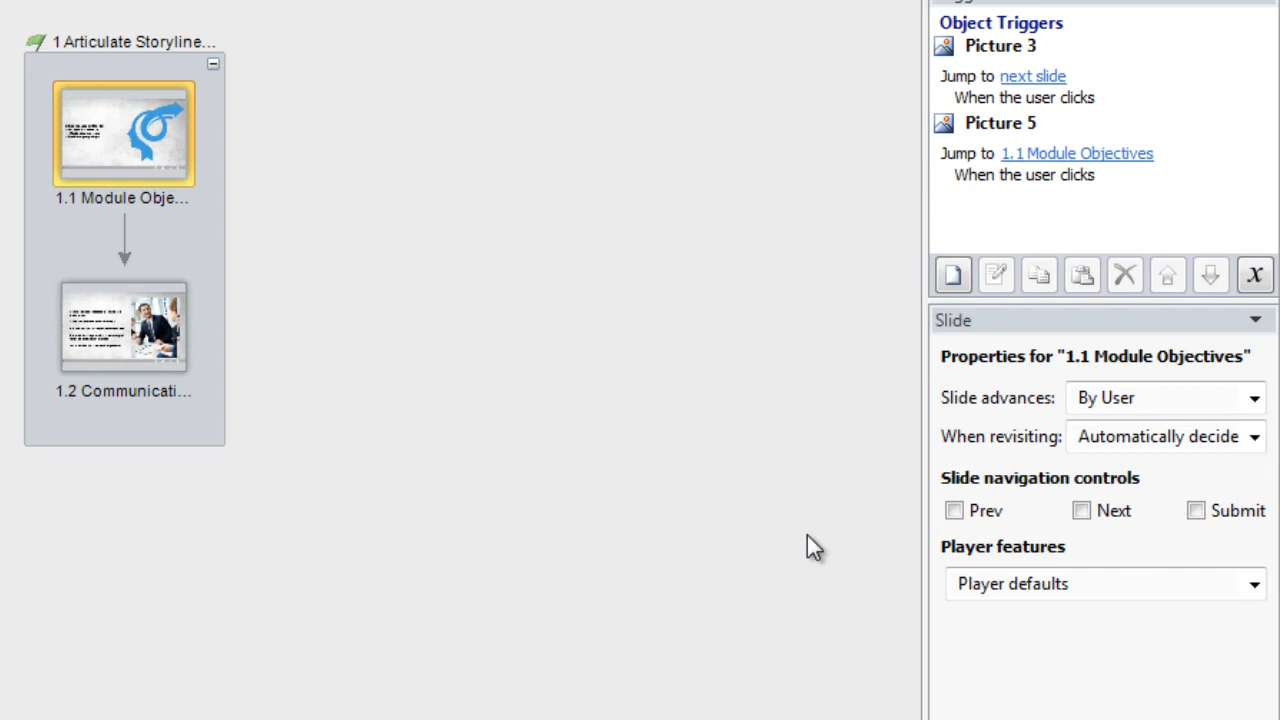 1 Articulate Storyline...
1.1 Module Obje...
1.2 Communicati...
Object Triggers
Picture 3
Jump to next slide
When the user clicks
Picture 5
Jump to 1.1 Module Objectives
When the user clicks
x
Slide
Properties for "1.1 Module Objectives"
Slide advances: By User
When revisiting: Automatically decide
Slide navigation controls
Prev Next Submit
Player features
Player defaults